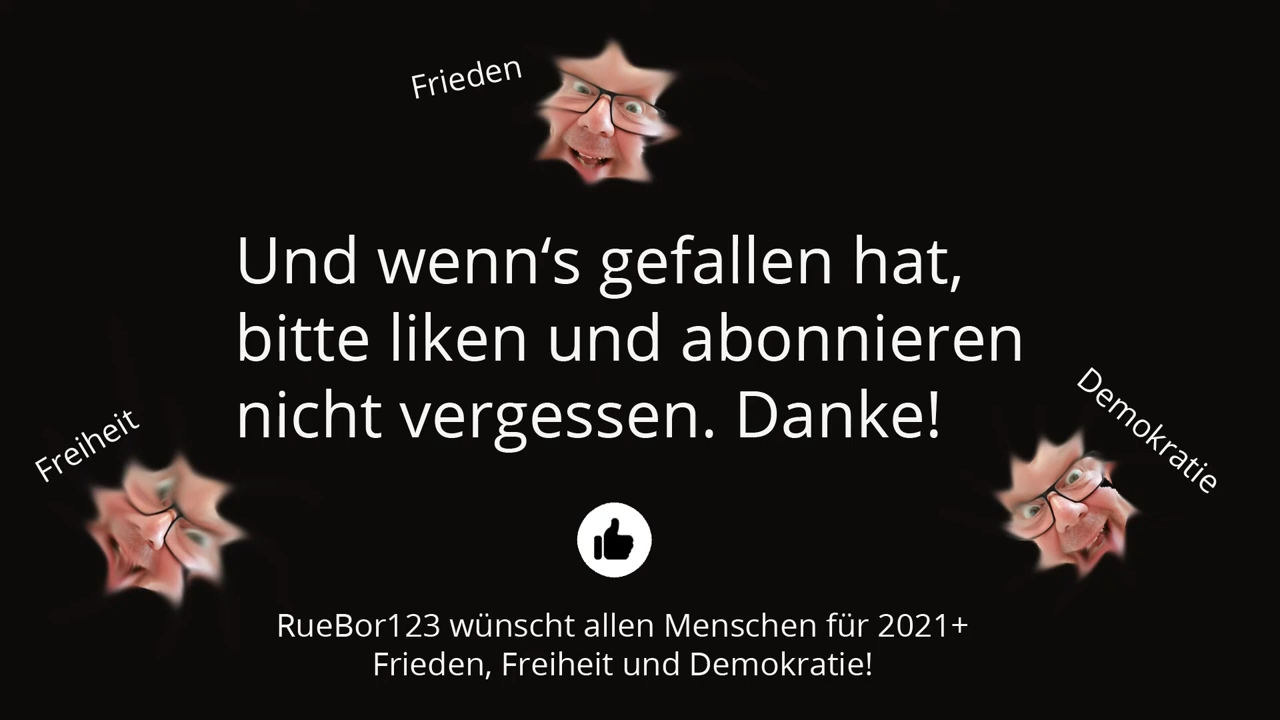 Frieden
Und wenn‘s gefallen hat,
bitte liken und abonnieren
nicht vergessen. Danke!
Freiheit
Demokratie
RueBor123 wünscht allen Menschen für 2021+
Frieden, Freiheit und Demokratie!